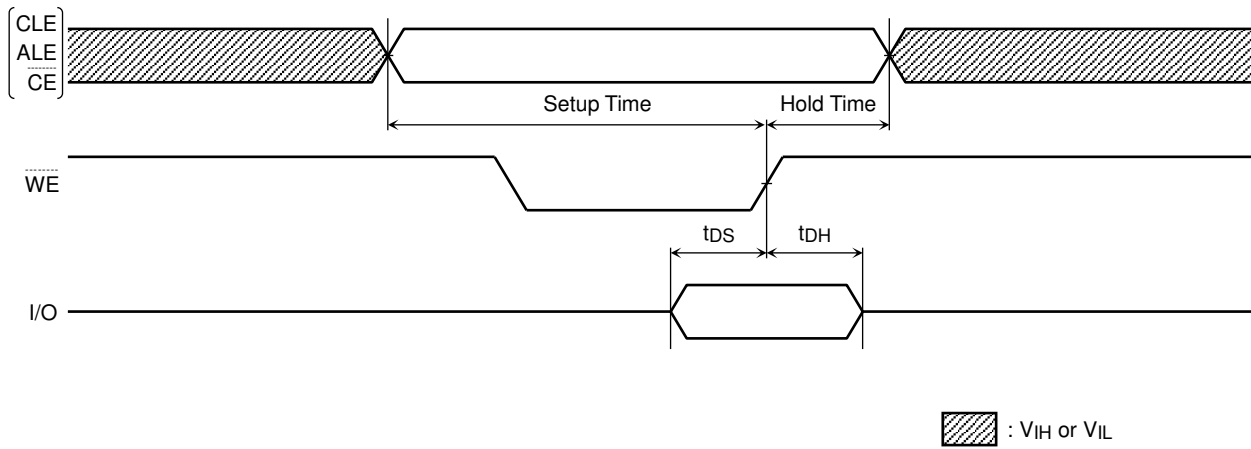 CLE
ALE
CE
Setup Time
Hold Time
WE
tDS
tDH
I/O
: VIH or VIL